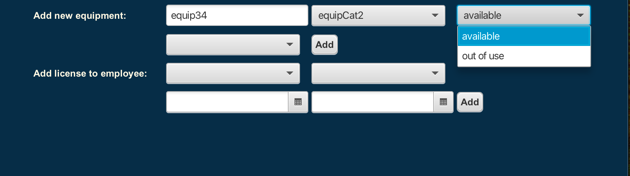 Add new equipment: equip34 equipCat2 available
available
Add
out of use
Add license to employee:
Add